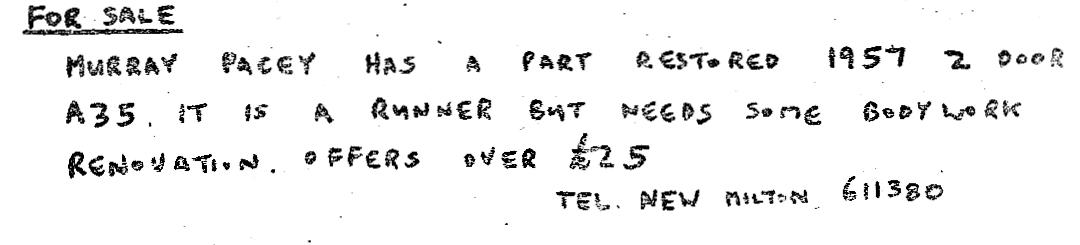 FOR SALE
MURRAY PACEY HAS A PART RESTORED 1957 2 DOOR
A35. IT IS A RUNNER BUT NEEDS SOME BODYWORK
RENOVATION. OFFERS OVER £25
TEL. NEW MILTON 611380